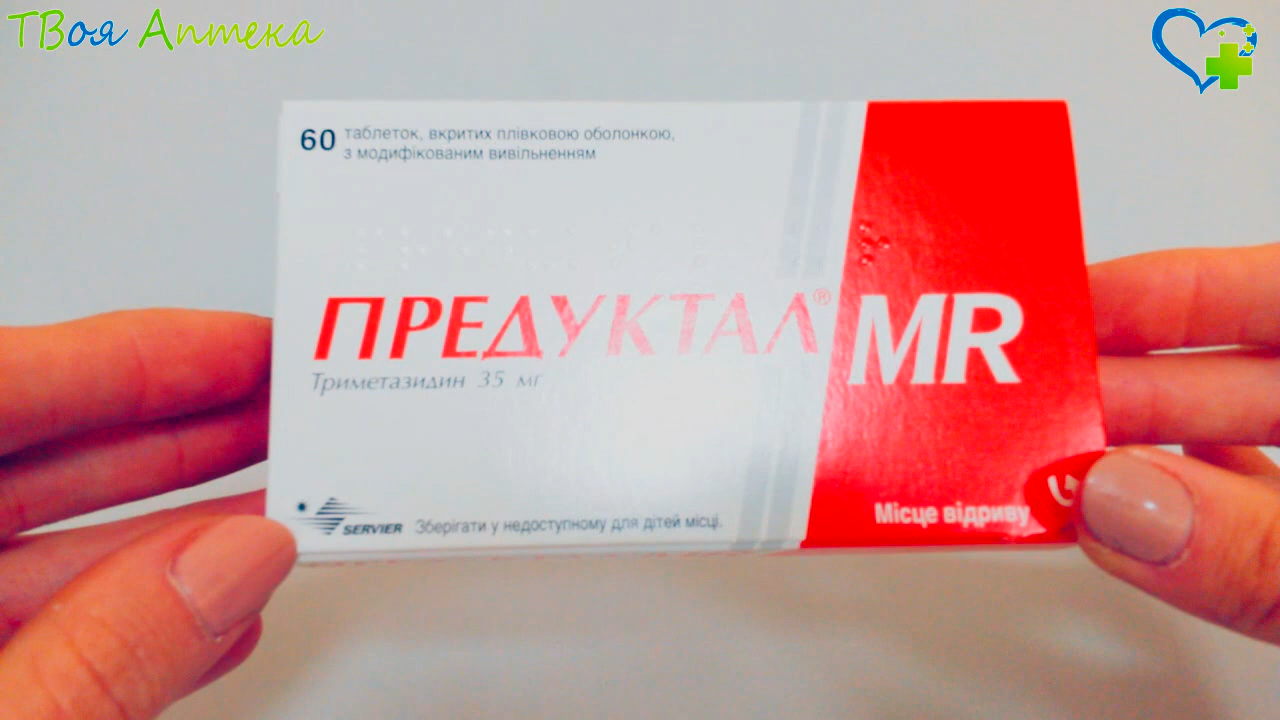 ТВоя Аптека
60 таблеток, вкритих плівковою оболонкою,
з модифікованим вивільненням
ПРЕДУКТАЛ® MR
Триметазидин 35 мг
SERVIER Зберігати у недоступному для дітей місці.
Місце відриву